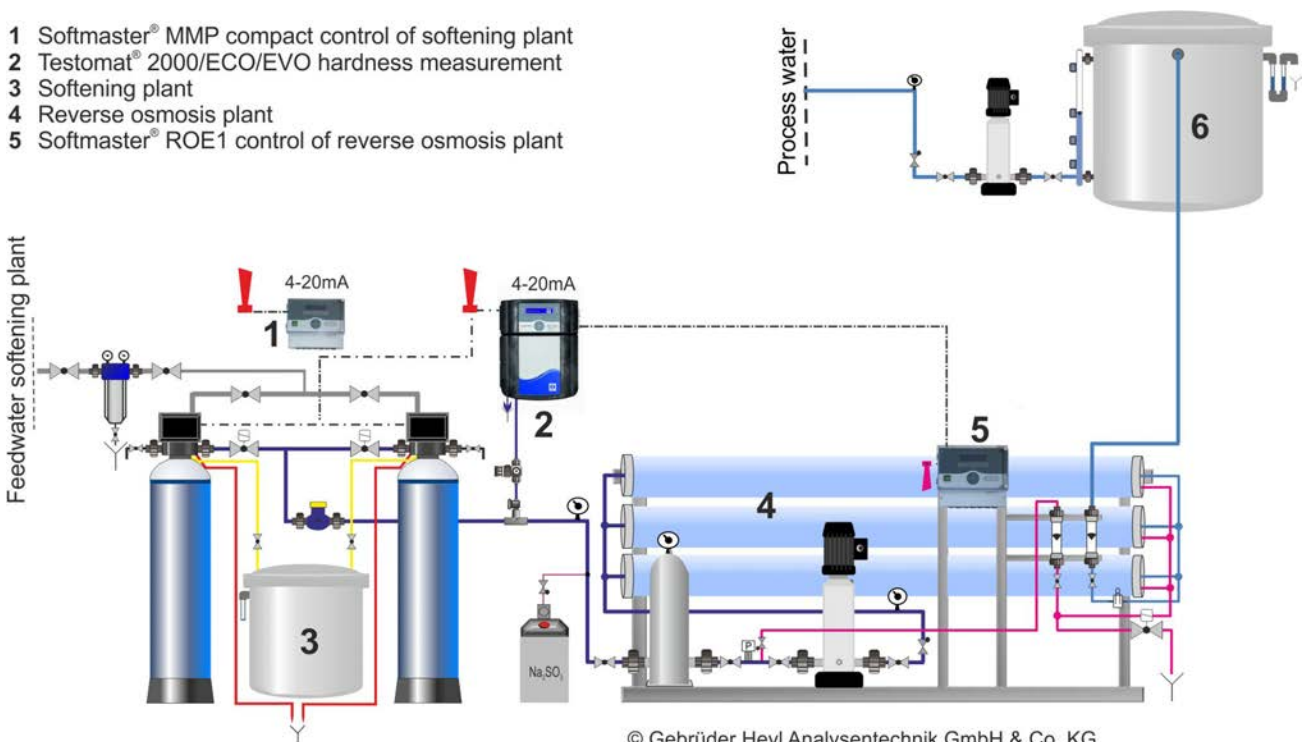 1 Softmaster® MMP compact control of softening plant
2 Testomat® 2000/ECO/EVO hardness measurement
3 Softening plant
4 Reverse osmosis plant
5 Softmaster® ROE1 control of reverse osmosis plant
Process water
6
Feedwater softening plant
4-20mA
1
4-20mA
2
5
4
3
Na₂SO₃
P
© Gebrüder Heyl Analysentechnik GmbH & Co. KG